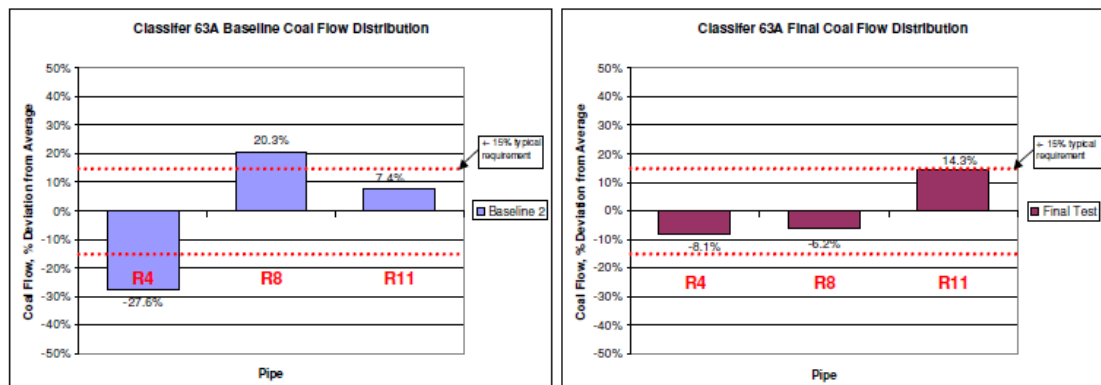 Classifer 63A Baseline Coal Flow Distribution
Coal Flow, % Deviation from Average
50%
40%
30%
20%
10%
0%
-10%
-20%
-30%
-40%
-50%
20.3%
7.4%
-27.6%
R4 R8 R11
+- 15% typical
requirement
Baseline 2
Pipe
Classifier 63A Final Coal Flow Distribution
Coal Flow, % Deviation from Average
50%
40%
30%
20%
10%
0%
-10%
-20%
-30%
-40%
-50%
14.3%
-8.1%
-6.2%
R4 R8 R11
+- 15% typical
requirement
Final Test
Pipe